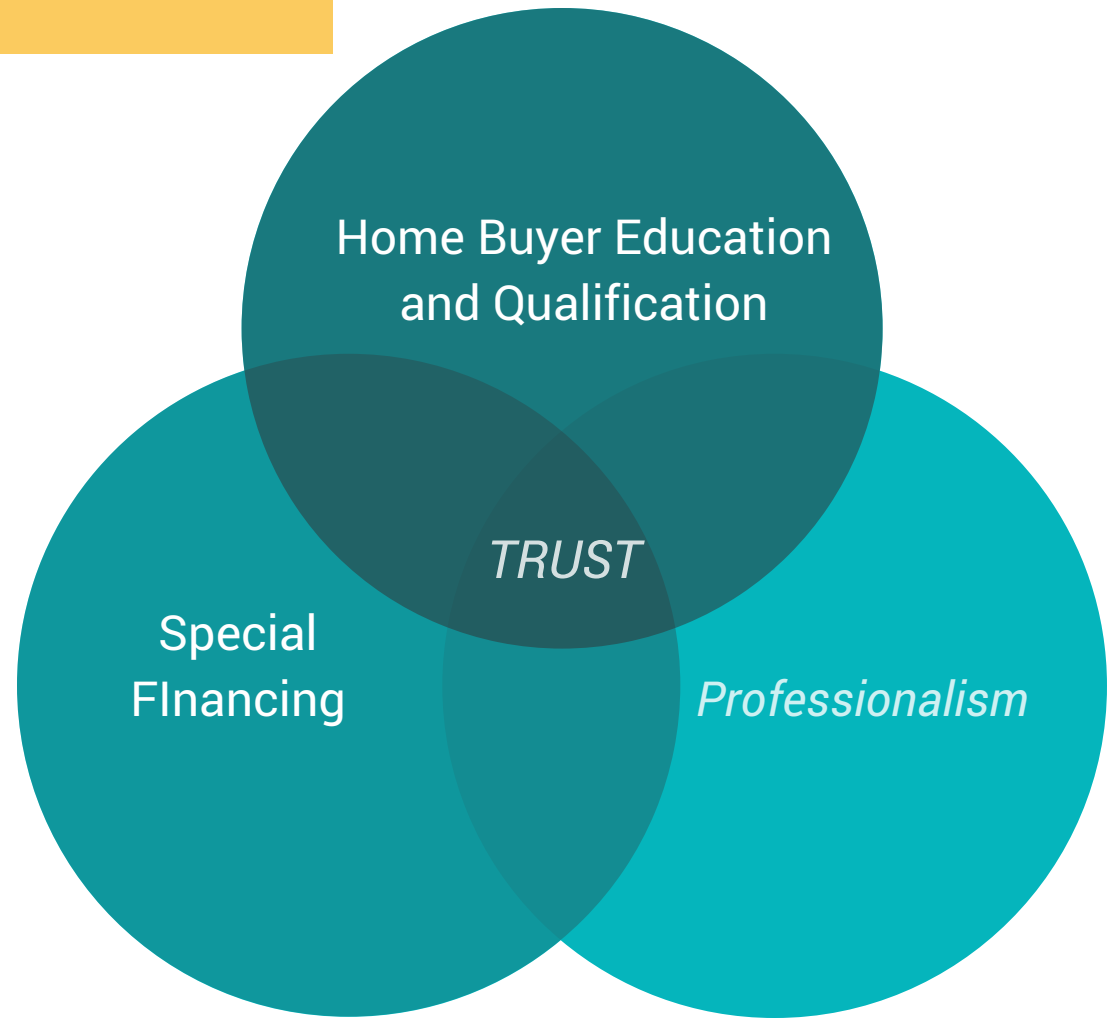 Home Buyer Education
and Qualification
TRUST
Special
FInancing
Professionalism